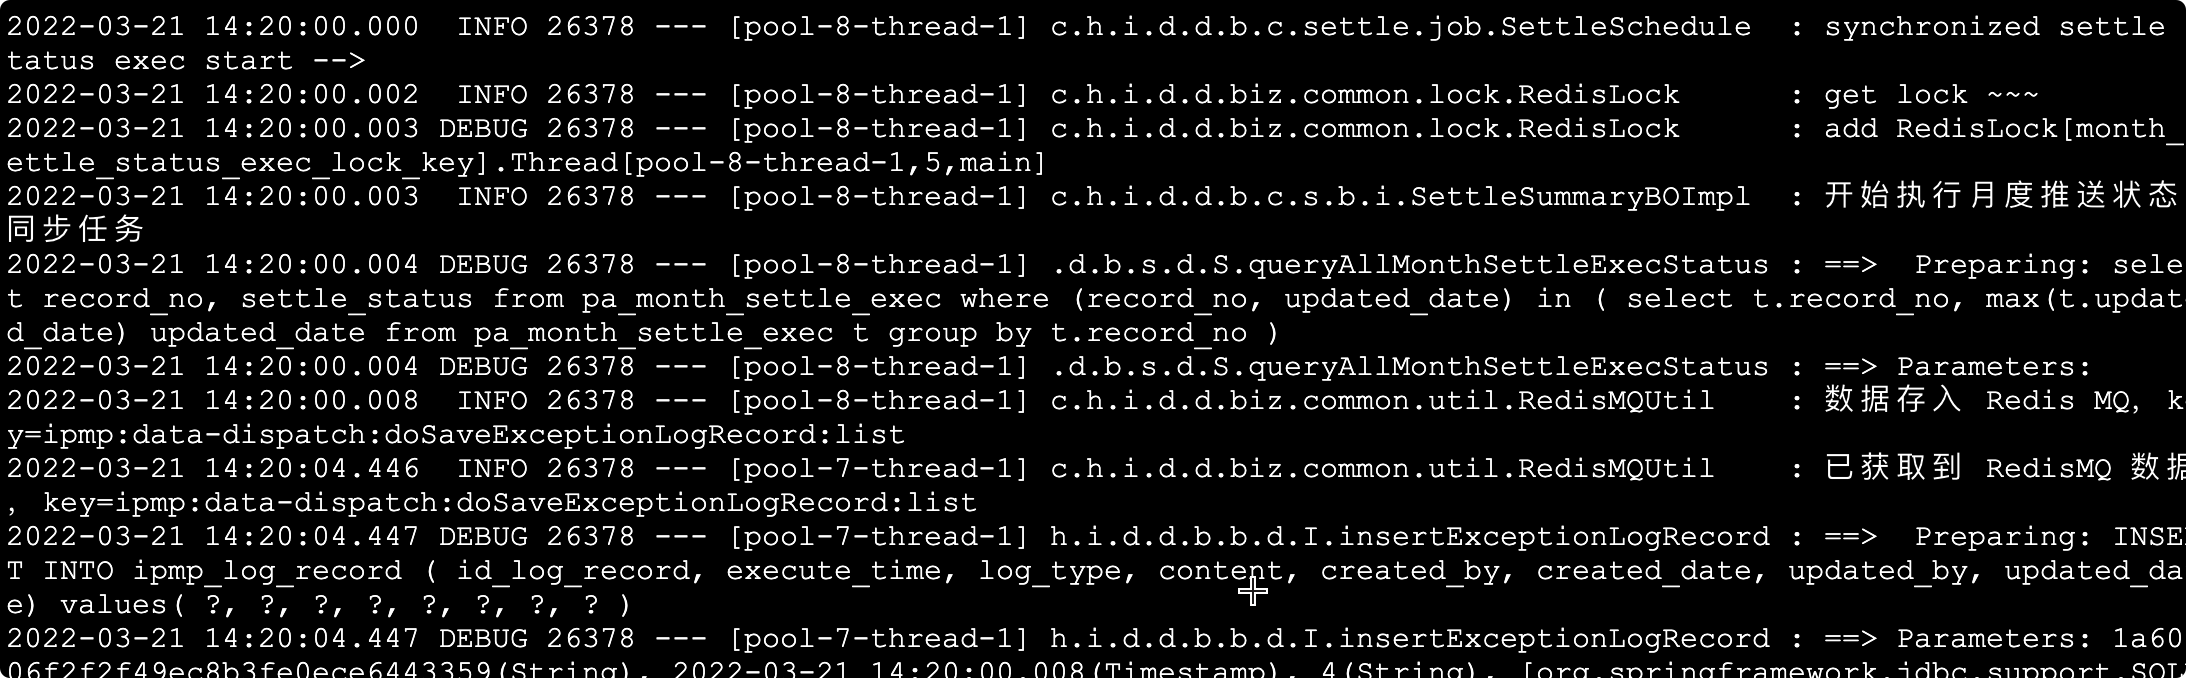 2022-03-21 14:20:00.000  INFO 26378 --- [pool-8-thread-1] c.h.i.d.d.b.c.settle.job.SettleSchedule  : synchronized settle
tatus exec start -->
2022-03-21 14:20:00.002  INFO 26378 --- [pool-8-thread-1] c.h.i.d.d.biz.common.lock.RedisLock      : get lock ~~~
2022-03-21 14:20:00.003 DEBUG 26378 --- [pool-8-thread-1] c.h.i.d.d.biz.common.lock.RedisLock      : add RedisLock[month_
ettle_status_exec_lock_key].Thread[pool-8-thread-1,5,main]
2022-03-21 14:20:00.003  INFO 26378 --- [pool-8-thread-1] c.h.i.d.d.b.c.s.b.i.SettleSummaryBOImpl  : 开始执行月度推送状态
同步任务
2022-03-21 14:20:00.004 DEBUG 26378 --- [pool-8-thread-1] .d.b.s.d.S.queryAllMonthSettleExecStatus : ==>  Preparing: sele
t record_no, settle_status from pa_month_settle_exec where (record_no, updated_date) in ( select t.record_no, max(t.updat
d_date) updated_date from pa_month_settle_exec t group by t.record_no )
2022-03-21 14:20:00.004 DEBUG 26378 --- [pool-8-thread-1] .d.b.s.d.S.queryAllMonthSettleExecStatus : ==> Parameters:
2022-03-21 14:20:00.008  INFO 26378 --- [pool-8-thread-1] c.h.i.d.d.biz.common.util.RedisMQUtil    : 数据存入 Redis MQ, k
y=ipmp:data-dispatch:doSaveExceptionLogRecord:list
2022-03-21 14:20:04.446  INFO 26378 --- [pool-7-thread-1] c.h.i.d.d.biz.common.util.RedisMQUtil    : 已获取到 RedisMQ 数据
, key=ipmp:data-dispatch:doSaveExceptionLogRecord:list
2022-03-21 14:20:04.447 DEBUG 26378 --- [pool-7-thread-1] h.i.d.d.b.b.d.I.insertExceptionLogRecord : ==>  Preparing: INSE
T INTO ipmp_log_record ( id_log_record, execute_time, log_type, content, created_by, created_date, updated_by, updated_da
e) values( ?, ?, ?, ?, ?, ?, ?, ? )
2022-03-21 14:20:04.447 DEBUG 26378 --- [pool-7-thread-1] h.i.d.d.b.b.d.I.insertExceptionLogRecord : ==> Parameters: 1a60
06f2f2f49ec8b3fe0ece6443359(String), 2022-03-21 14:20:00.008(Timestamp), 4(String), [org.springframework.jdbc.support.SQL